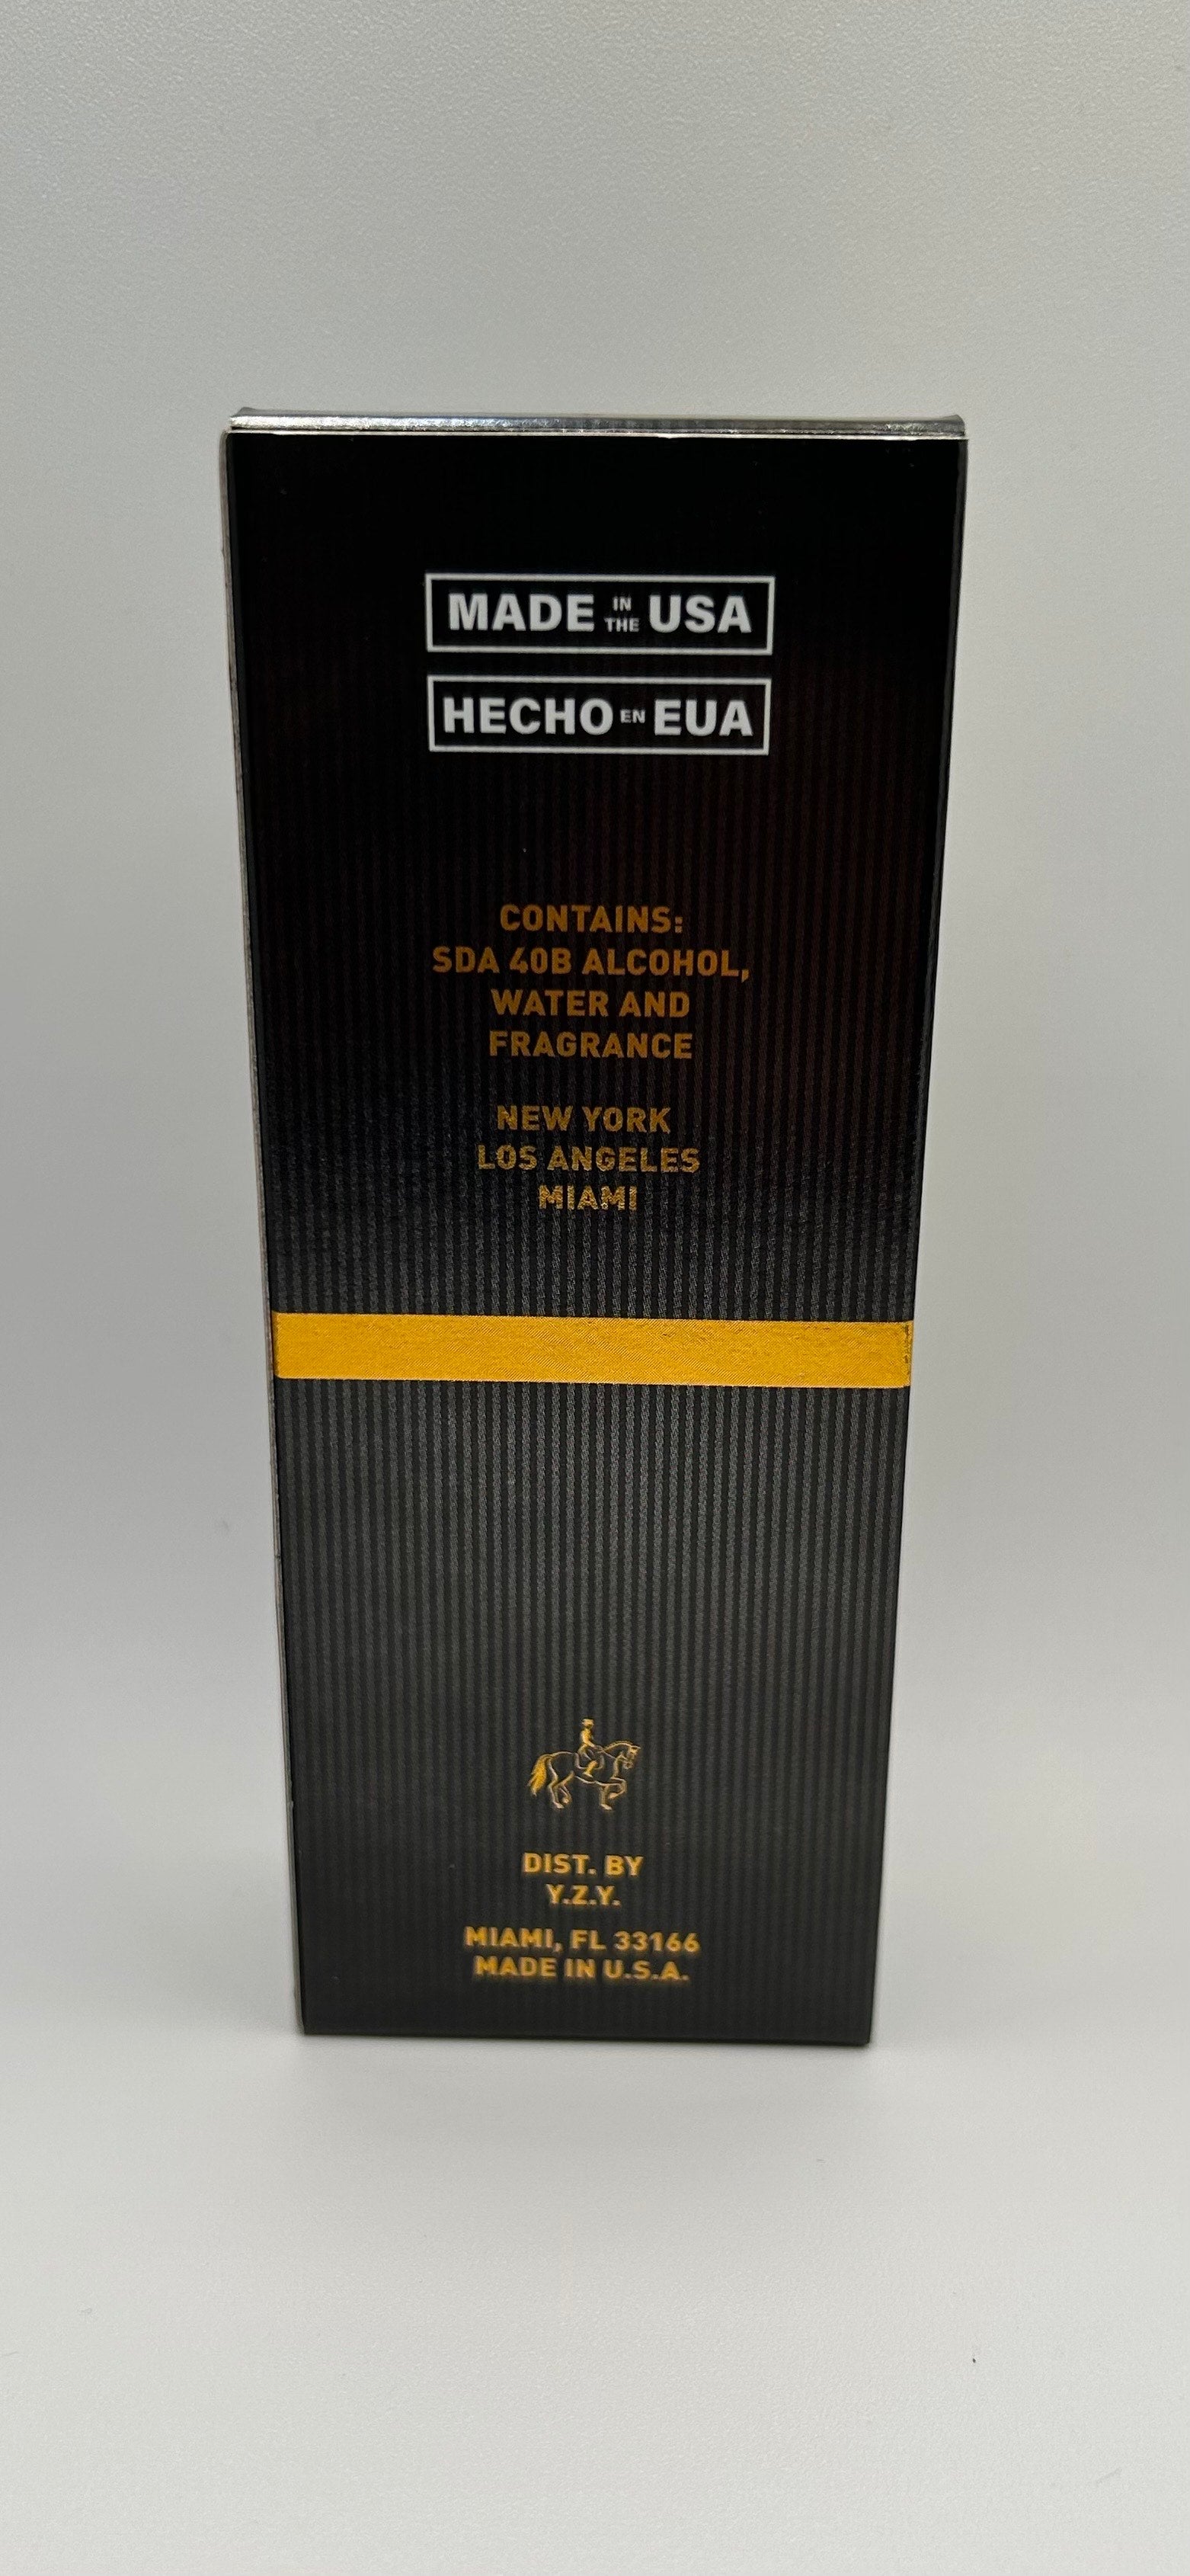 MADE IN THE USA
HECHO EN EUA
CONTAINS:
SDA 40B ALCOHOL,
WATER AND
FRAGRANCE
NEW YORK
LOS ANGELES
MIAMI
DIST. BY
Y.Z.Y.
MIAMI, FL 33166
MADE IN U.S.A.